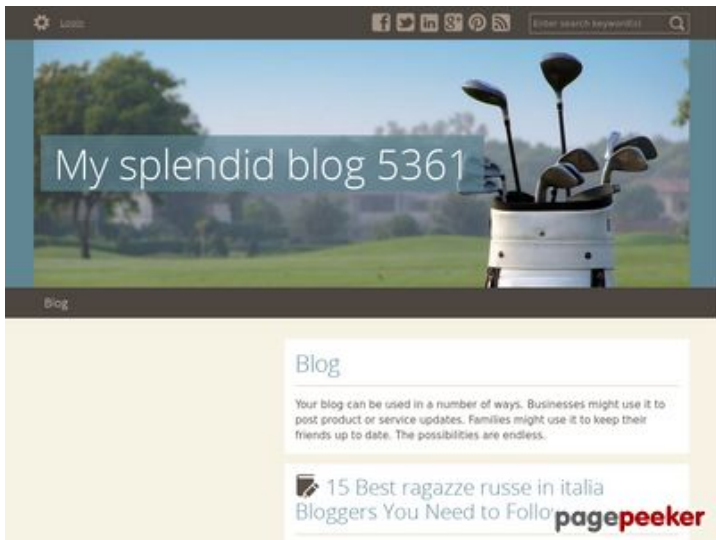 Login
Enter search keyword(s)
My splendid blog 5361
Blog
Blog
Your blog can be used in a number of ways. Businesses might use it to
post product or service updates. Families might use it to keep their
friends up to date. The possibilities are endless.
15 Best ragazze russe in italia
Bloggers You Need to Follow
pagepeeker